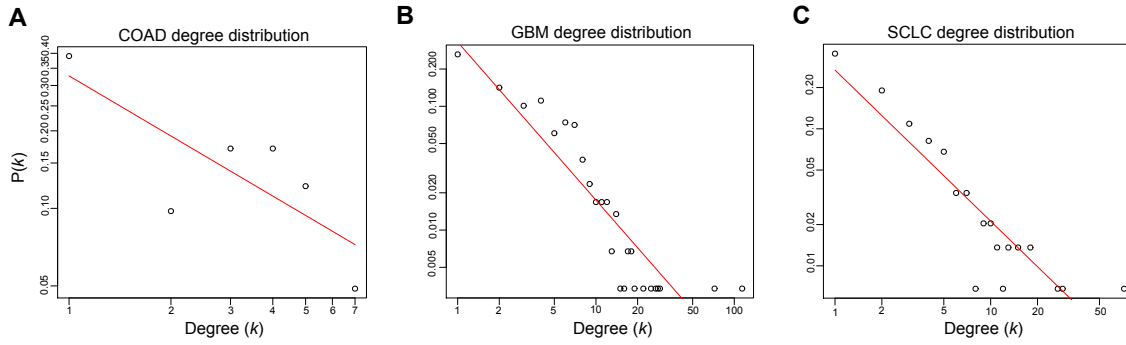 A
COAD degree distribution
P(k)
0.40
0.35
0.30
0.25
0.20
0.15
0.10
0.05
1 2 3 4 5 6 7
Degree (k)
B
GBM degree distribution
0.200
0.100
0.050
0.020
0.010
0.005
1 2 5 10 20 50 100
Degree (k)
C
SCLC degree distribution
0.20
0.10
0.05
0.02
0.01
1 2 5 10 20 50
Degree (k)